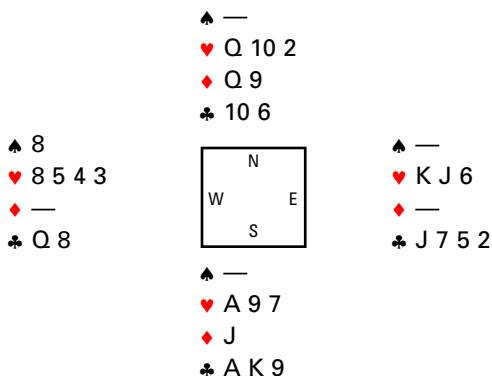 ♠ —
♥ Q 10 2
♦ Q 9
♣ 10 6
♠ 8
♥ 8 5 4 3
♦ —
♣ Q 8
N
W E
S
♠ —
♥ K J 6
♦ —
♣ J 7 5 2
♠ —
♥ A 9 7
♦ J
♣ A K 9